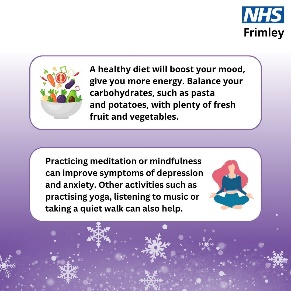 NHS
Frimley
A healthy diet will boost your mood,
give you more energy. Balance your
carbohydrates, such as pasta
and potatoes, with plenty of fresh
fruit and vegetables.
Practicing meditation or mindfulness
can improve symptoms of depression
and anxiety. Other activities such as
practising yoga, listening to music or
taking a quiet walk can also help.